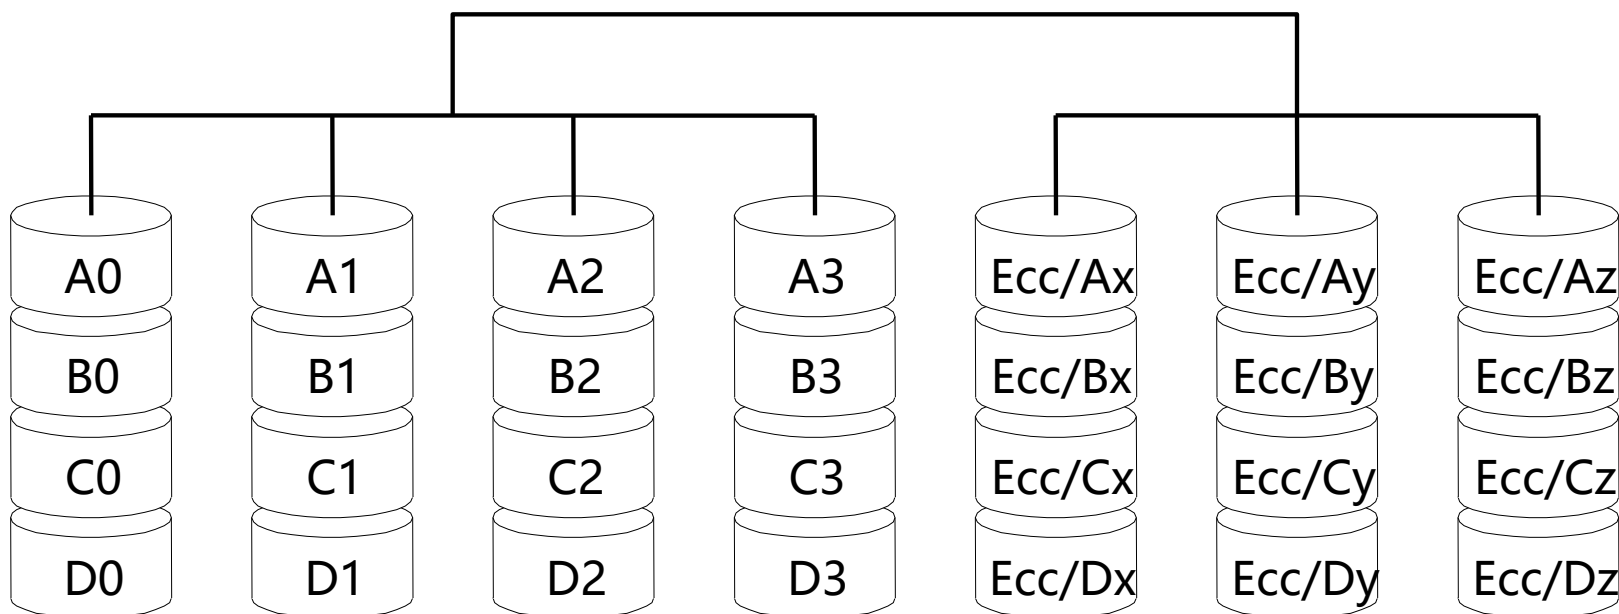 A0 A1 A2 A3 Ecc/Ax Ecc/Ay Ecc/Az
B0 B1 B2 B3 Ecc/Bx Ecc/By Ecc/Bz
C0 C1 C2 C3 Ecc/Cx Ecc/Cy Ecc/Cz
D0 D1 D2 D3 Ecc/Dx Ecc/Dy Ecc/Dz